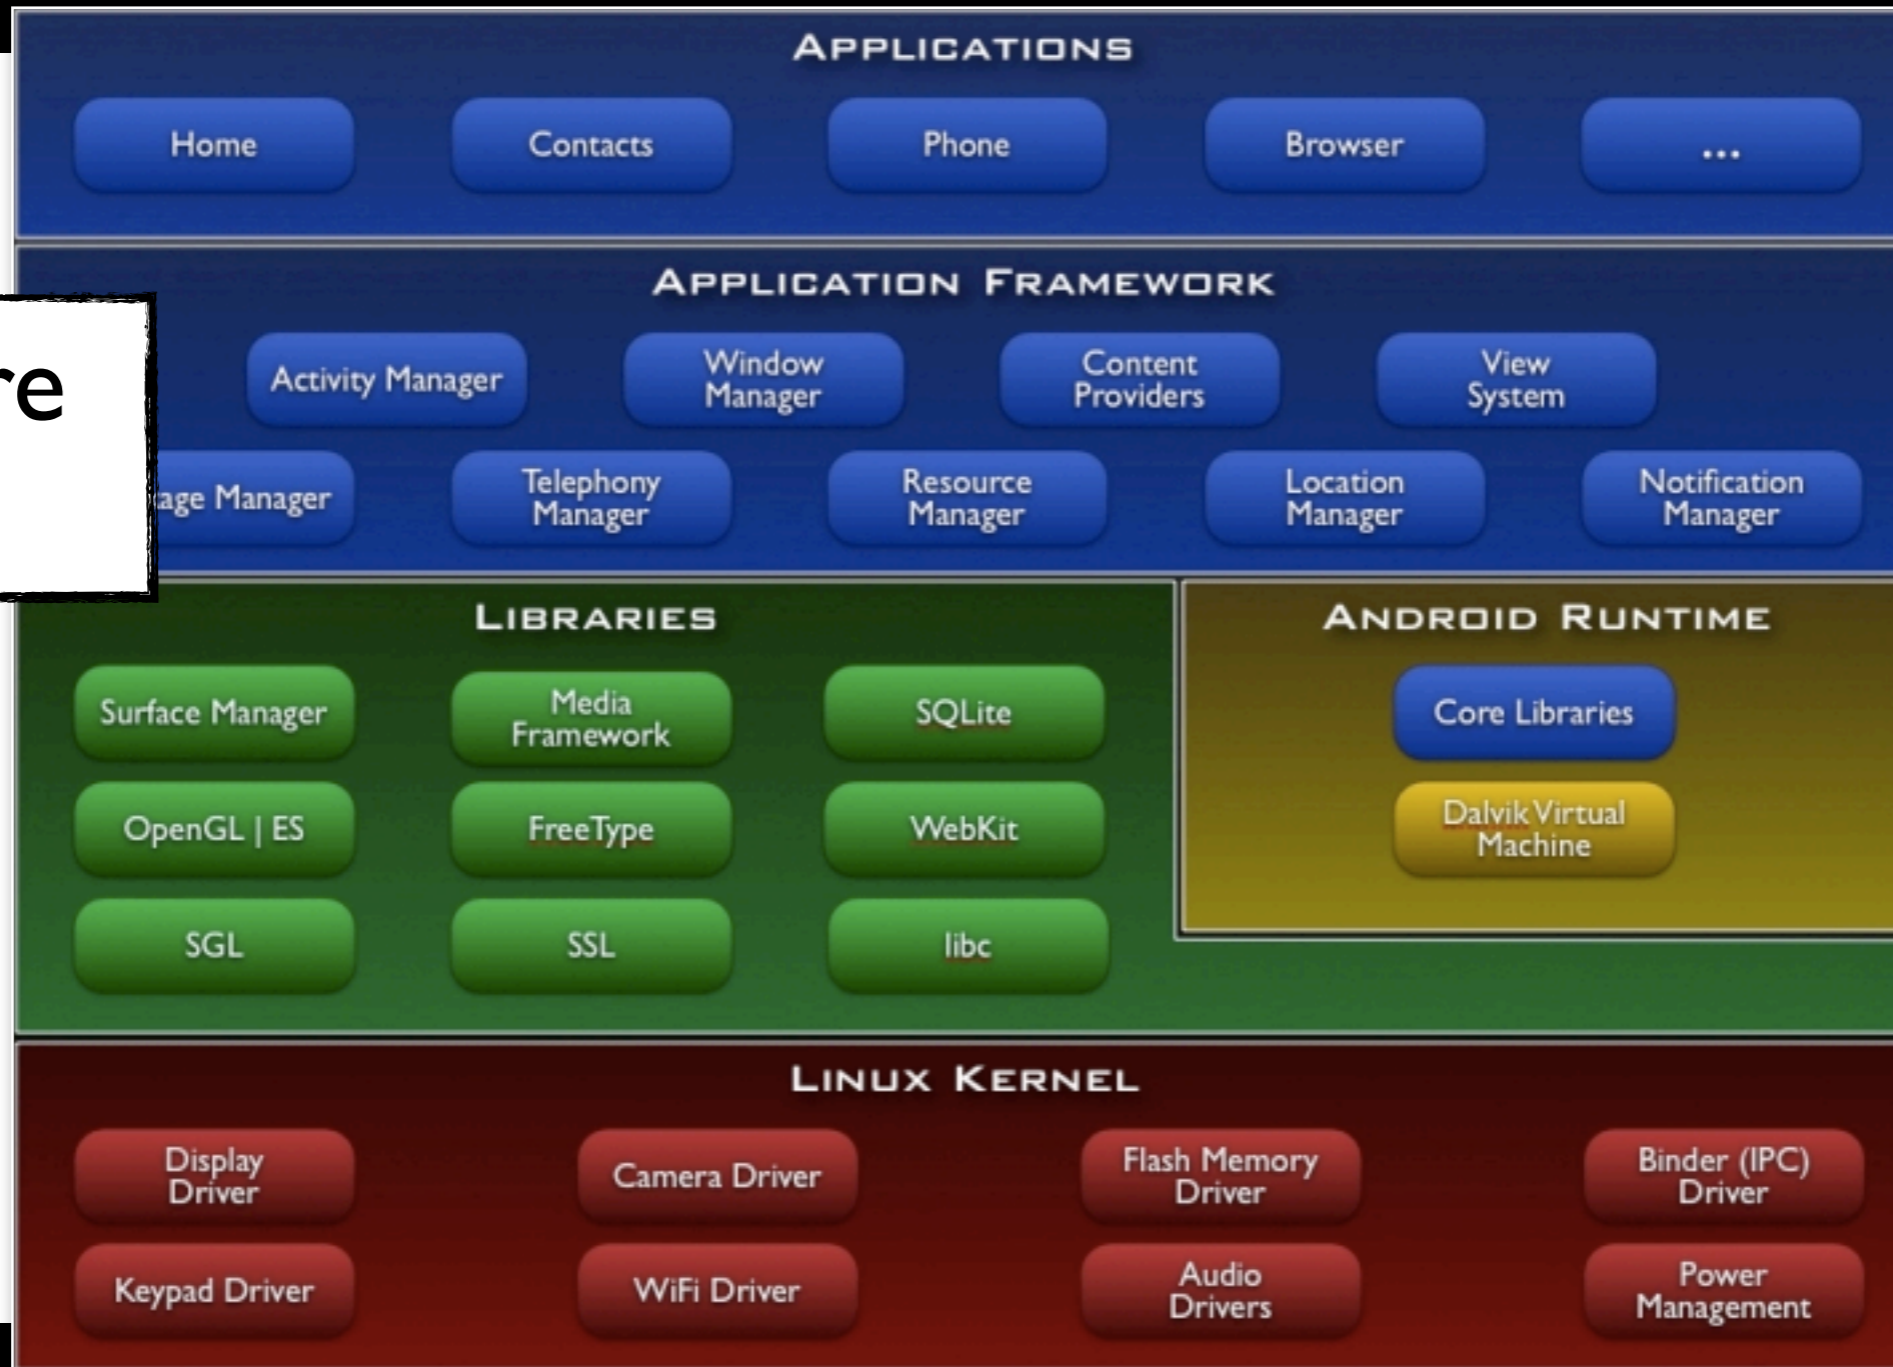 APPLICATIONS
Home
Contacts
Phone
Browser
...
APPLICATION FRAMEWORK
Activity Manager
Window
Manager
Content
Providers
View
System
Manager
Telephony
Manager
Resource
Manager
Location
Manager
Notification
Manager
LIBRARIES
Surface Manager
Media
Framework
SQLite
OpenGL | ES
FreeType
WebKit
SGL
SSL
libc
ANDROID RUNTIME
Core Libraries
Dalvik Virtual
Machine
LINUX KERNEL
Display
Driver
Camera Driver
Flash Memory
Driver
Binder (IPC)
Driver
Keypad Driver
WiFi Driver
Audio
Drivers
Power
Management